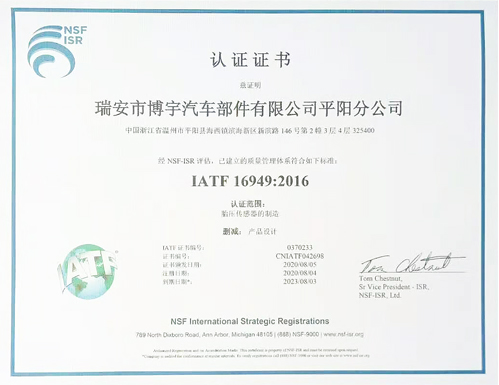 NSF
ISR
认证证书
兹证明
瑞安市博宇汽车部件有限公司平阳分公司
中国浙江省温州市平阳县海西镇滨海新区新滨路 146 号第 2 幢 3 层 4 层 325400
经 NSF-ISR 评估,已建立的质量管理体系符合如下标准:
IATF 16949:2016
认证范围:
胎压传感器的制造
删减: 产品设计
IATF 证书编号: 0370233
证书编号: CNIATF042698
证书颁发日期: 2020/08/05
注册日期: 2020/08/04
到期日期*: 2023/08/03
IATF
Tom Chestnut
Tom Chestnut,
Sr Vice President - ISR,
NSF-ISR, Ltd.
NSF International Strategic Registrations
789 North Dixboro Road, Ann Arbor, Michigan 48105 | (888) NSF-9000 | www.nsf-isr.org